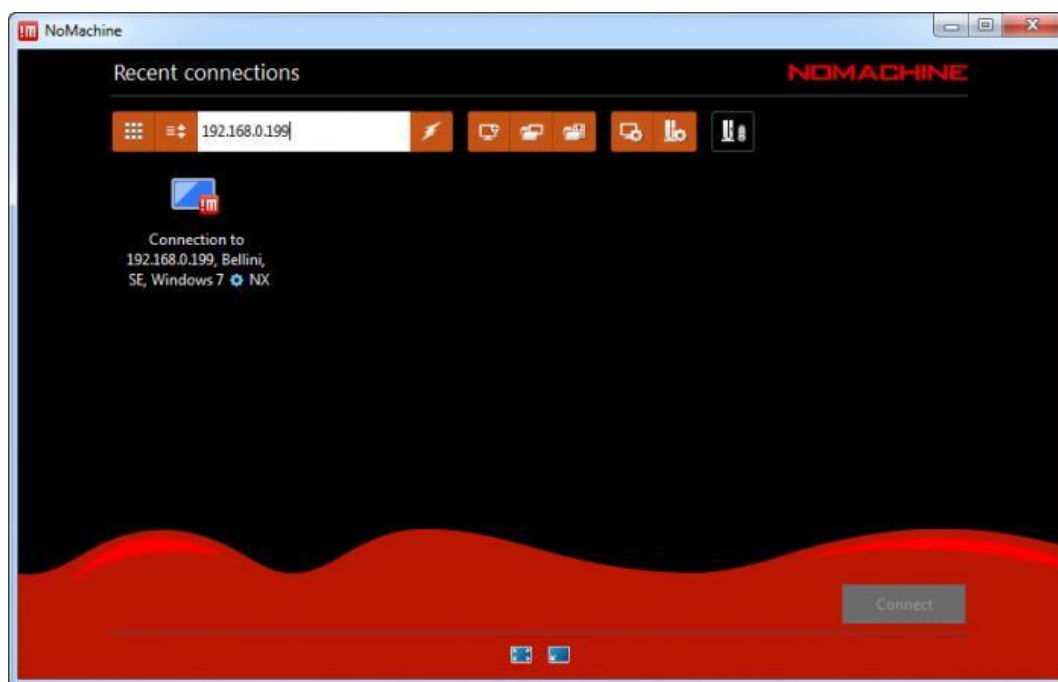 NoMachine
Recent connections
NOMACHINE
192.168.0.199
!m
Connection to
192.168.0.199, Bellini,
SE, Windows 7 NX
Connect